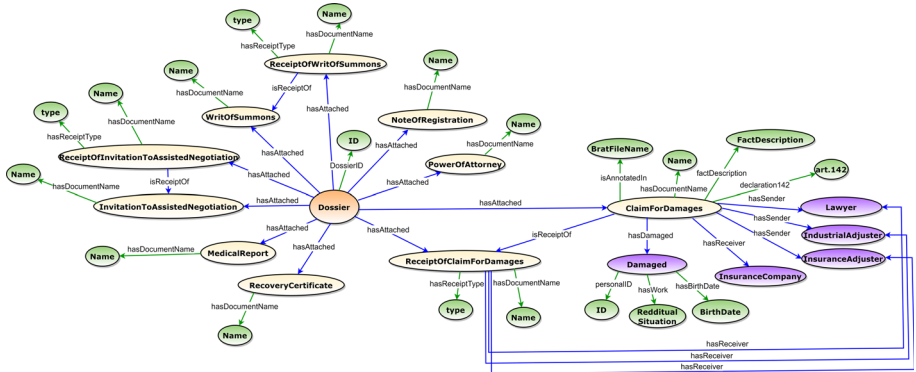 type
Name
hasReceiptType
hasDocumentName
ReceiptOfWritOfSummons
Name
hasDocumentName
isReceiptOf
Name
hasDocumentName
type
Name
hasReceiptType
hasDocumentName
WritOfSummons
hasAttached
NoteOfRegistration
hasAttached
hasAttached
ID
DossierID
Name
hasDocumentName
PowerOfAttorney
hasAttached
ReceiptOfInvitationToAssistedNegotiation
hasAttached
isReceiptOf
Name
hasDocumentName
InvitationToAssistedNegotiation
hasAttached
Dossier
hasAttached
BratFileName
isAnnotatedIn
Name
hasDocumentName
FactDescription
factDescription
art.142
declaration142
ClaimForDamages
hasSender
Lawyer
hasSender
IndustrialAdjuster
hasSender
InsuranceAdjuster
hasReceiver
InsuranceCompany
isReceiptOf
hasDamaged
Damaged
hasAttached
hasAttached
hasAttached
hasDocumentName
Name
MedicalReport
RecoveryCertificate
hasDocumentName
Name
ReceiptOfClaimForDamages
hasReceiptType
hasDocumentName
type
Name
personalID
hasWork
hasBirthDate
ID
Redditual
Situation
BirthDate
hasReceiver
hasReceiver
hasReceiver